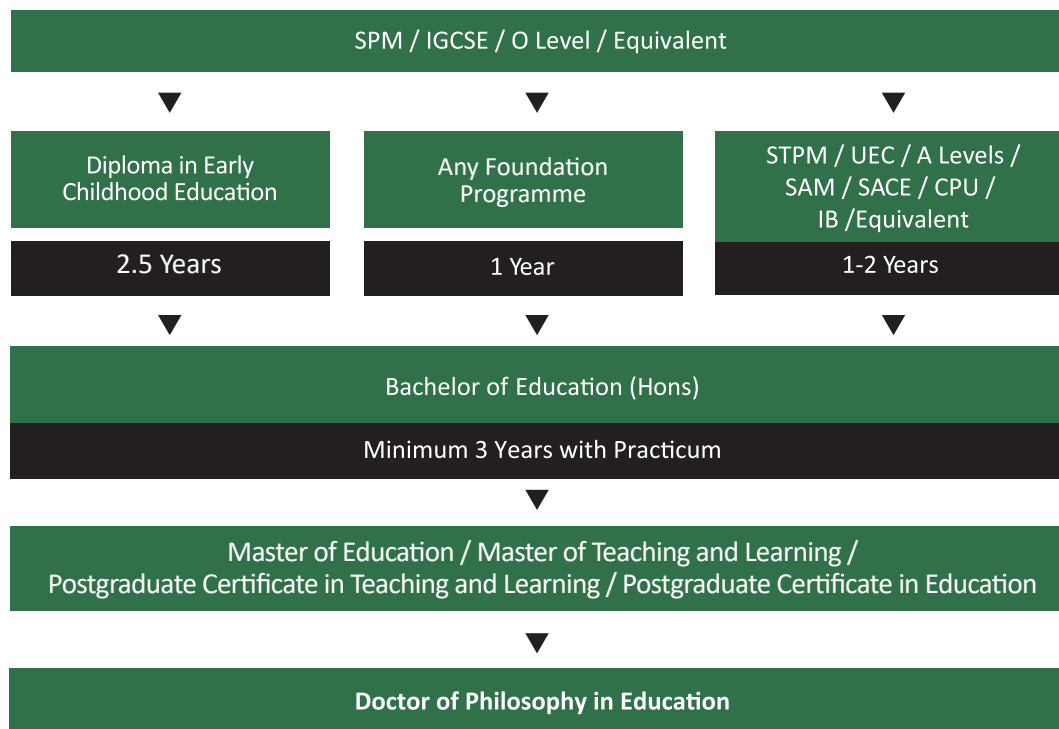 SPM / IGCSE / O Level / Equivalent
Diploma in Early
Childhood Education
2.5 Years
Any Foundation
Programme
1 Year
STPM / UEC / A Levels /
SAM / SACE / CPU /
IB /Equivalent
1-2 Years
Bachelor of Education (Hons)
Minimum 3 Years with Practicum
Master of Education / Master of Teaching and Learning /
Postgraduate Certificate in Teaching and Learning / Postgraduate Certificate in Education
Doctor of Philosophy in Education